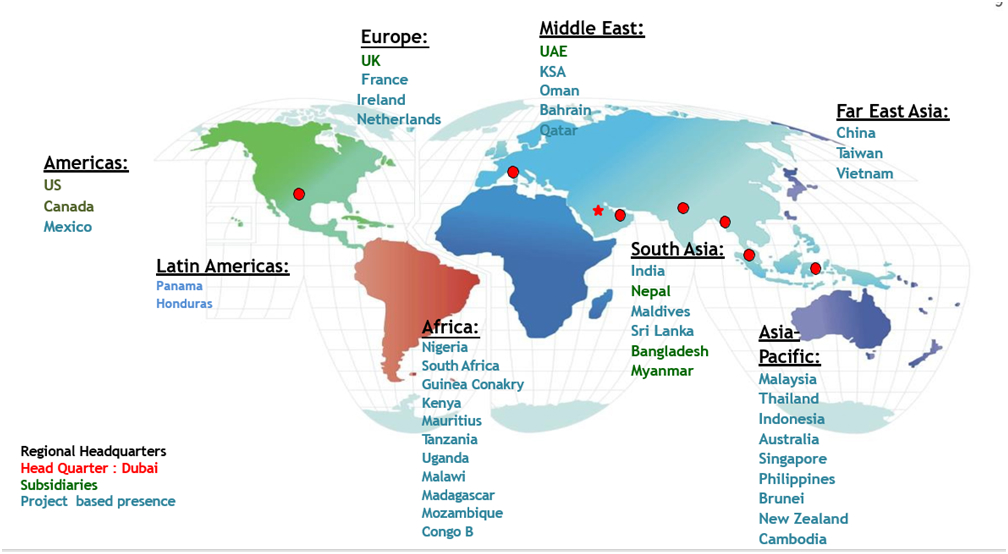 Europe:
UK
France
Ireland
Netherlands
Middle East:
UAE
KSA
Oman
Bahrain
Qatar
Far East Asia:
China
Taiwan
Vietnam
Americas:
US
Canada
Mexico
Latin Americas:
Panama
Honduras
South Asia:
India
Nepal
Maldives
Sri Lanka
Bangladesh
Myanmar
Africa:
Nigeria
South Africa
Guinea Conakry
Kenya
Mauritius
Tanzania
Uganda
Malawi
Madagascar
Mozambique
Congo B
Asia-
Pacific:
Malaysia
Thailand
Indonesia
Australia
Singapore
Philippines
Brunei
New Zealand
Cambodia
Regional Headquarters
Head Quarter : Dubai
Subsidiaries
Project based presence